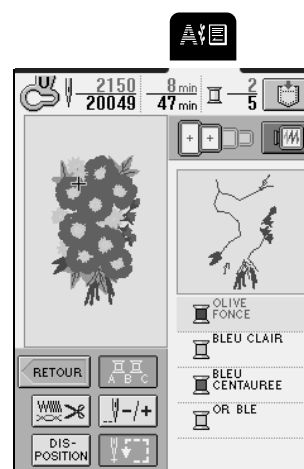 A
U
2150 8 min 2
20049 47 min 5
OLIVE
FONCE
BLEU CLAIR
BLEU
CENTAUREE
OR BLE
RETOUR
A B C
-/+
DIS-
POSITION